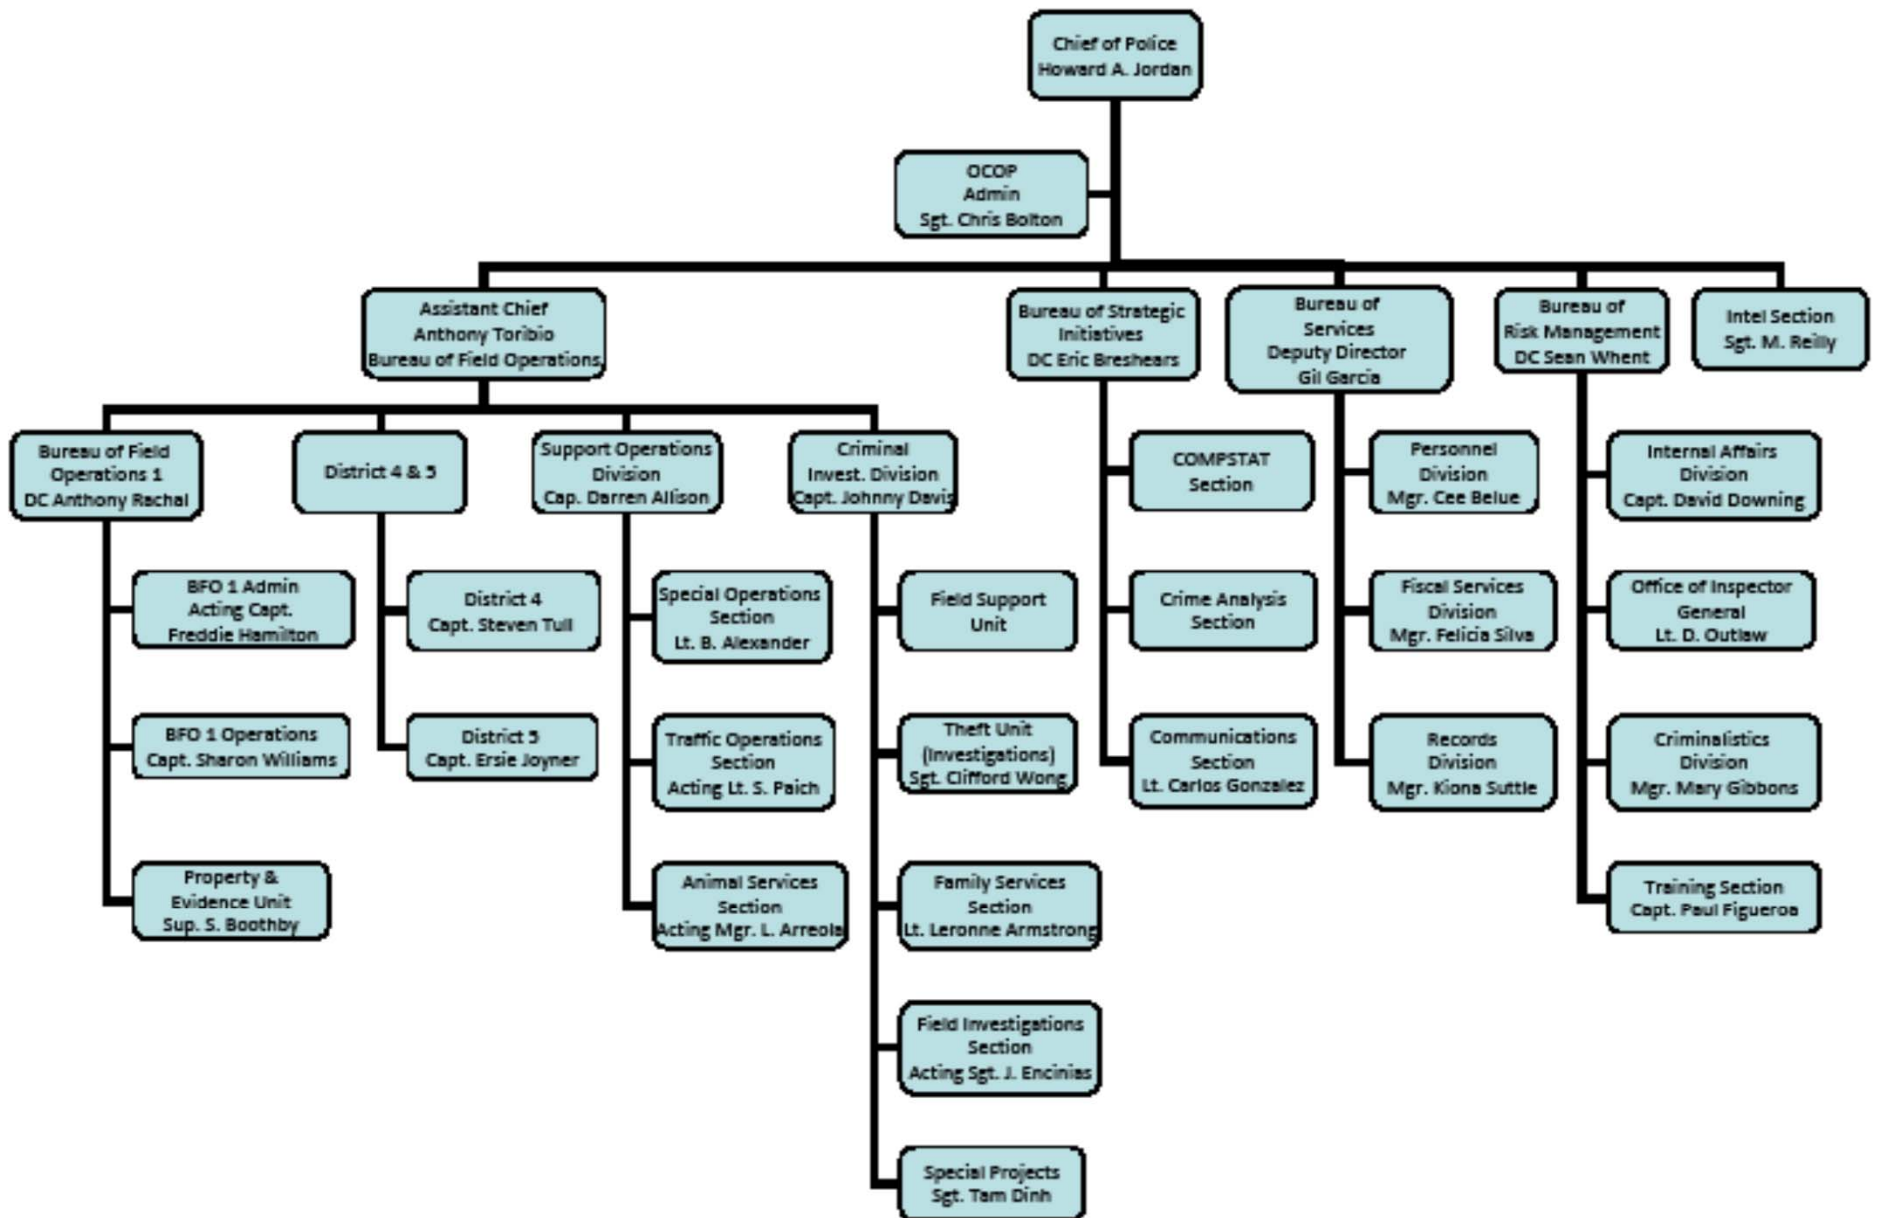 Chief of Police
Howard A. Jordan
OCOP
Admin
Sgt. Chris Bolton
Assistant Chief
Anthony Toribio
Bureau of Field Operations
Bureau of Strategic
Initiatives
DC Eric Breshears
Bureau of
Services
Deputy Director
Gil Garcia
Bureau of
Risk Management
DC Sean Whent
Intel Section
Sgt. M. Reilly
Bureau of Field
Operations 1
DC Anthony Rachal
District 4 & 5
Support Operations
Division
Cap. Darren Allison
Criminal
Invest. Division
Capt. Johnny Davis
COMPSTAT
Section
Personnel
Division
Mgr. Cee Belue
Internal Affairs
Division
Capt. David Downing
BFO 1 Admin
Acting Capt.
Freddie Hamilton
District 4
Capt. Steven Tull
Special Operations
Section
Lt. B. Alexander
Field Support
Unit
Crime Analysis
Section
Fiscal Services
Division
Mgr. Felicia Silva
Office of Inspector
General
Lt. D. Outlaw
BFO 1 Operations
Capt. Sharon Williams
District 5
Capt. Ersie Joyner
Traffic Operations
Section
Acting Lt. S. Paich
Theft Unit
(Investigations)
Sgt. Clifford Wong
Communications
Section
Lt. Carlos Gonzalez
Records
Division
Mgr. Kiona Suttle
Criminalistics
Division
Mgr. Mary Gibbons
Property &
Evidence Unit
Sup. S. Boothby
Animal Services
Section
Acting Mgr. L. Arreola
Family Services
Section
Lt. Leronne Armstrong
Training Section
Capt. Paul Figueroa
Field Investigations
Section
Acting Sgt. J. Encinias
Special Projects
Sgt. Tam Dinh